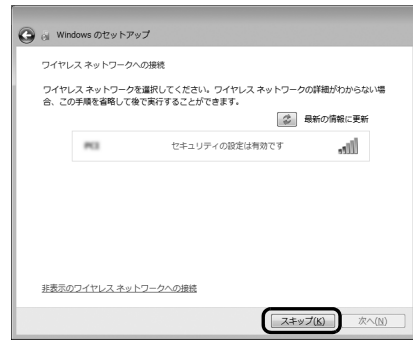 Windows のセットアップ
ワイヤレス ネットワークへの接続
ワイヤレス ネットワークを選択してください。ワイヤレス ネットワークの詳細がわからない場
合、この手順を省略して後で実行することができます。
最新の情報に更新
セキュリティの設定は有効です
非表示のワイヤレス ネットワークへの接続
スキップ(K) 次へ(N)